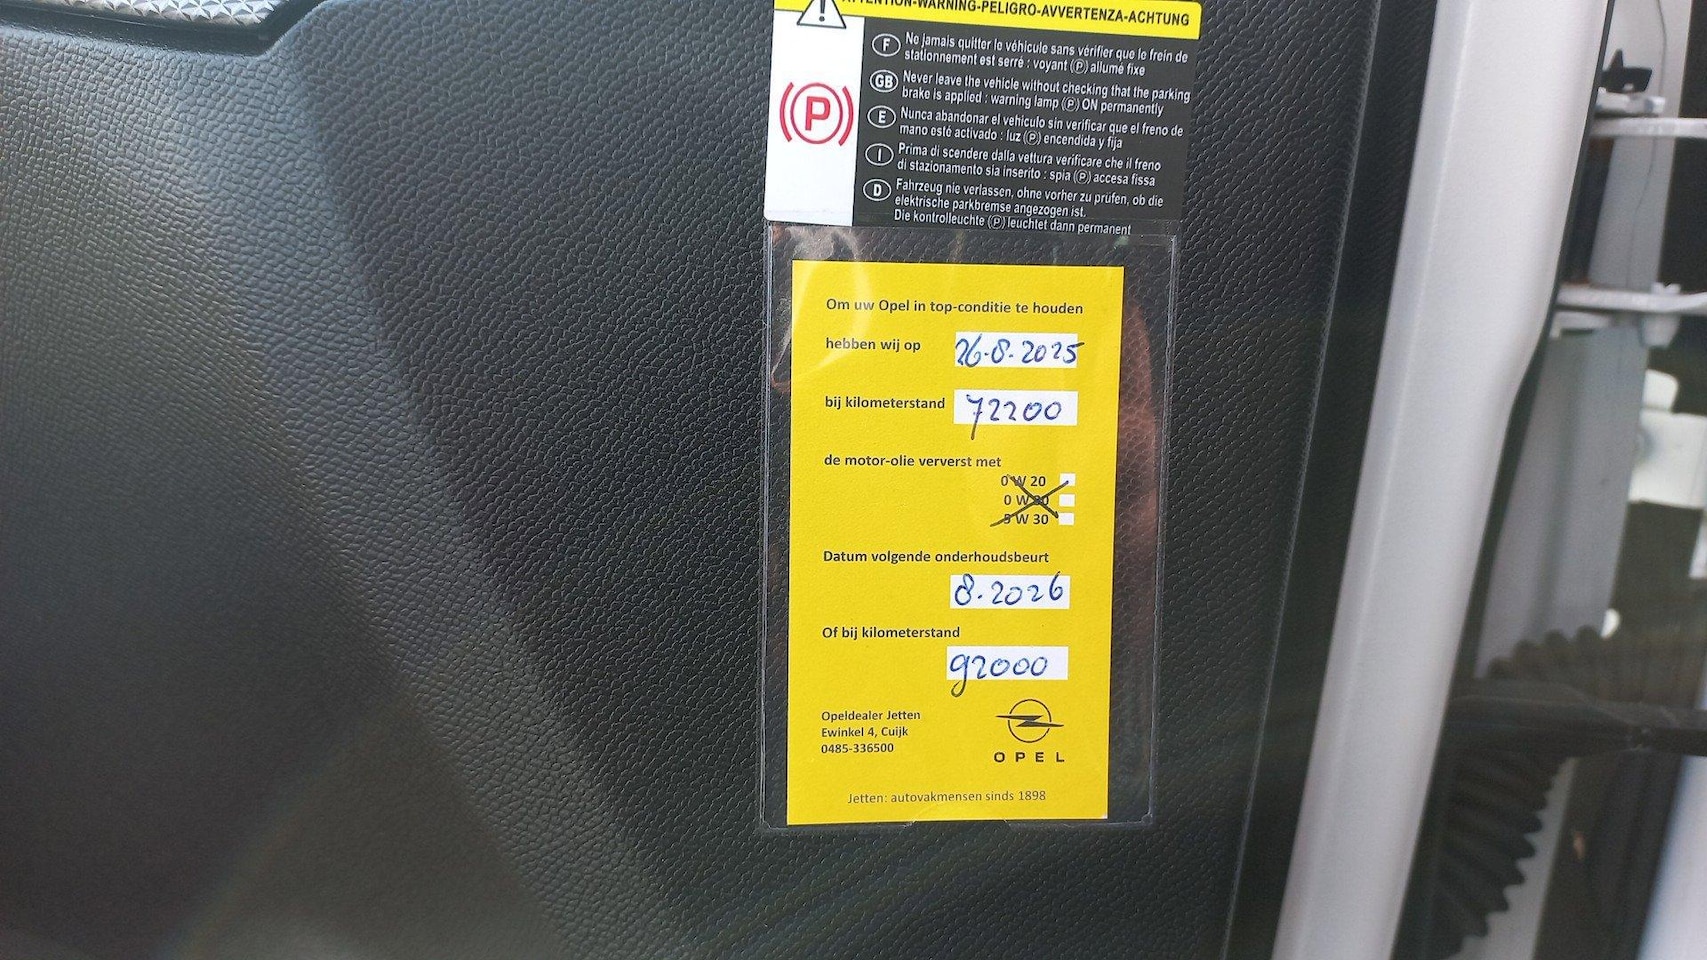 ATTENTION-WARNING-PELIGRO-AVVERTENZA-ACHTUNG
F Ne jamais quitter le véhicule sans vérifier que le frein de
stationnement est serré : voyant (P) allumé fixe
GB Never leave the vehicle without checking that the parking
brake is applied : warning lamp (P) ON permanently
E Nunca abandonar el vehiculo sin verificar que el freno de
mano esté activado : luz (P) encendida y fija
I Prima di scendere dalla vettura verificare che il freno
di stazionamento sia inserito : spia (P) accesa fissa
D Fahrzeug nie verlassen, ohne vorher zu prüfen, ob die
elektrische parkbremse angezogen ist.
Die kontrolleuchte (P) leuchtet dann permanent
(P)
Om uw Opel in top-conditie te houden
hebben wij op 26-8-2025
bij kilometerstand 72200
de motor-olie ververst met
0 W 20
0 W 30
5 W 30
Datum volgende onderhoudsbeurt
8-2026
Of bij kilometerstand
92000
Opeldealer Jetten
Ewinkel 4, Cuijk
0485-336500
OPEL
Jetten: autovakmensen sinds 1898